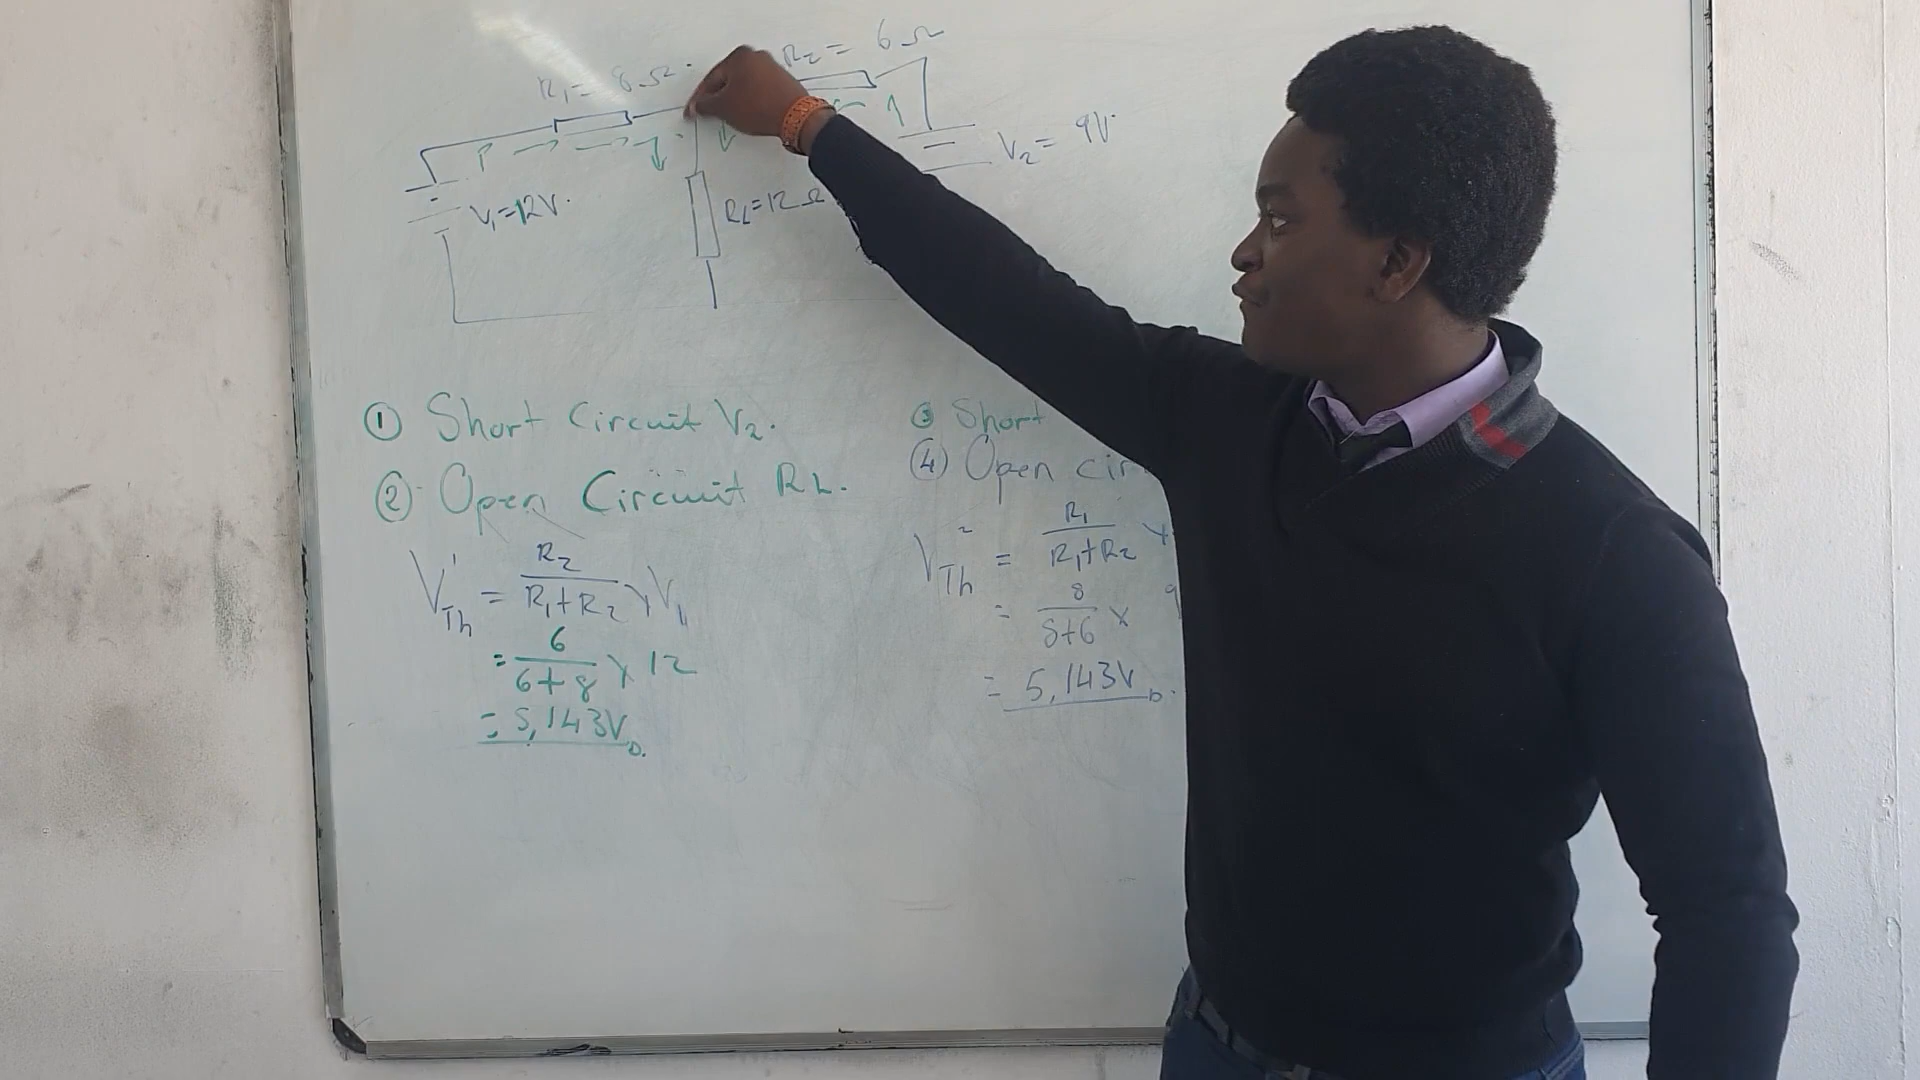 R₁ = 8Ω
R₂ = 6Ω
V₁=12V
RL=12Ω
V₂ = 9V
① Short Circuit V₂.
② Open Circuit RL.
V'Th = R₂ / R₁+R₂ × V₁
= 6 / 6+8 × 12
= 5,143V
③ Short
④ Open cir
V²Th = R₁ / R₁+R₂ ×
= 8 / 8+6 × 9
= 5,143V